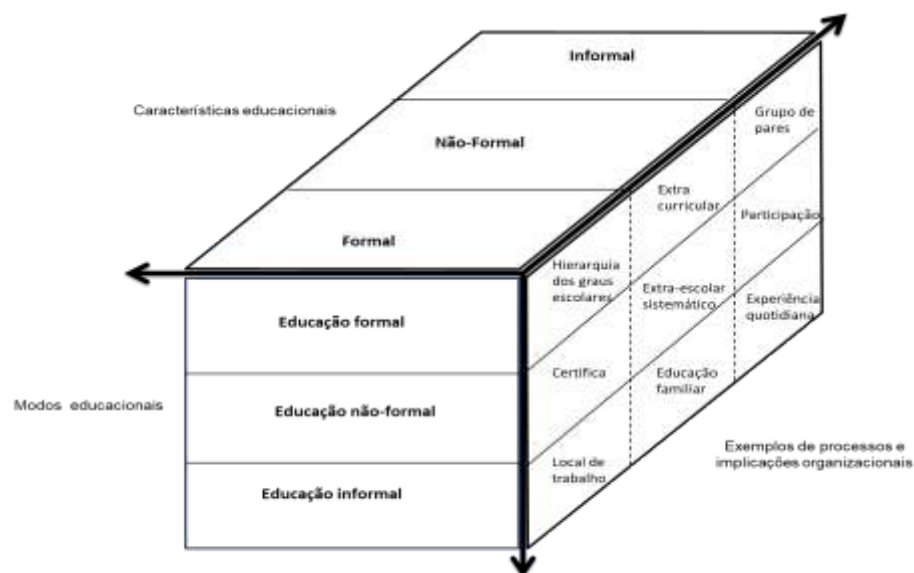 Informal
Características educacionais
Grupo de
pares
Não-Formal
Extra
curricular
Participação
Formal
Hierarquia
dos graus
escolares
Extra-escolar
sistemático
Experiência
quotidiana
Educação formal
Certifica
Educação
familiar
Modos educacionais
Educação não-formal
Exemplos de processos e
implicações organizacionais
Local de
trabalho
Educação informal